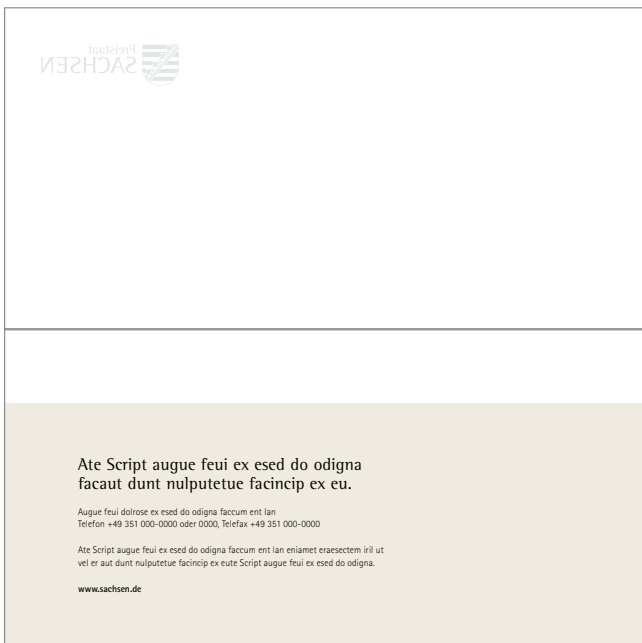 Freistaat
SACHSEN
Ate Script augue feui ex esed do odigna
facaut dunt nulputetue facincip ex eu.
Augue feui dolrose ex esed do odigna faccum ent lan
Telefon +49 351 000-0000 oder 0000, Telefax +49 351 000-0000
Ate Script augue feui ex esed do odigna faccum ent lan eniamet eraesectem iril ut
vel er aut dunt nulputetue facincip ex eute Script augue feui ex esed do odigna.
www.sachsen.de